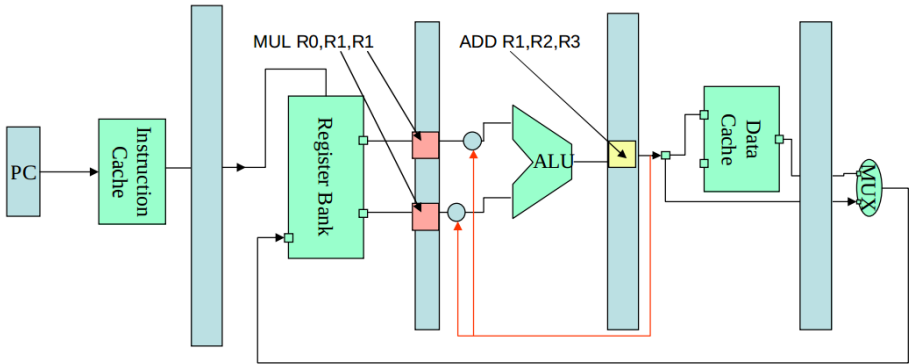 MUL R0,R1,R1
ADD R1,R2,R3
PC
Instruction
Cache
Register Bank
ALU
Data
Cache
MUX